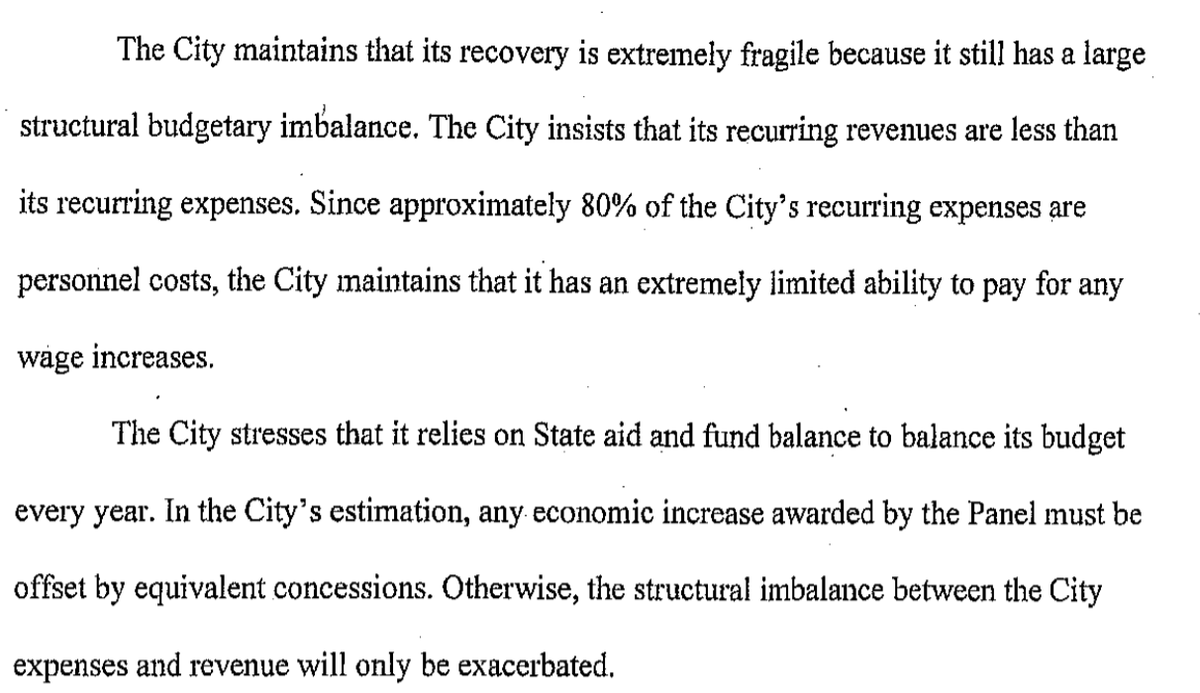 The City maintains that its recovery is extremely fragile because it still has a large
structural budgetary imbalance. The City insists that its recurring revenues are less than
its recurring expenses. Since approximately 80% of the City's recurring expenses are
personnel costs, the City maintains that it has an extremely limited ability to pay for any
wage increases.
The City stresses that it relies on State aid and fund balance to balance its budget
every year. In the City's estimation, any economic increase awarded by the Panel must be
offset by equivalent concessions. Otherwise, the structural imbalance between the City
expenses and revenue will only be exacerbated.